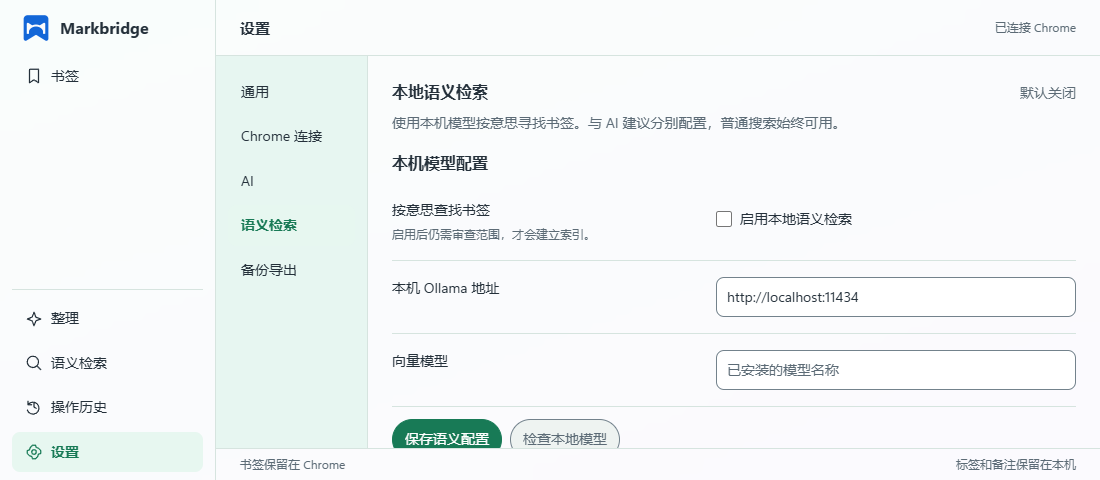 Markbridge
书签
整理
语义检索
操作历史
设置
设置
已连接 Chrome
通用
Chrome 连接
AI
语义检索
备份导出
本地语义检索
默认关闭
使用本机模型按意思寻找书签。与 AI 建议分别配置，普通搜索始终可用。
本机模型配置
按意思查找书签
启用后仍需审查范围，才会建立索引。
启用本地语义检索
本机 Ollama 地址
http://localhost:11434
向量模型
已安装的模型名称
保存语义配置
检查本地模型
书签保留在 Chrome
标签和备注保留在本机